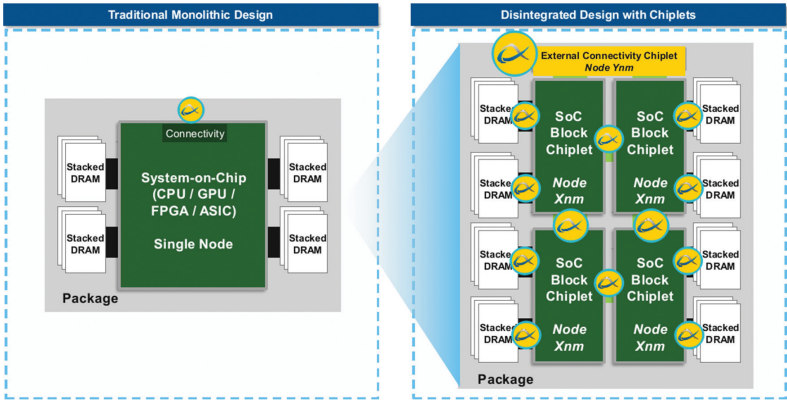 Traditional Monolithic Design
Connectivity
System-on-Chip
(CPU / GPU /
FPGA / ASIC)
Single Node
Stacked
DRAM
Stacked
DRAM
Stacked
DRAM
Stacked
DRAM
Package
Disintegrated Design with Chiplets
External Connectivity Chiplet
Node Ynm
Stacked
DRAM
Stacked
DRAM
Stacked
DRAM
Stacked
DRAM
SoC
Block
Chiplet
Node
Xnm
SoC
Block
Chiplet
Node
Xnm
SoC
Block
Chiplet
Node
Xnm
SoC
Block
Chiplet
Node
Xnm
Stacked
DRAM
Stacked
DRAM
Stacked
DRAM
Stacked
DRAM
Package